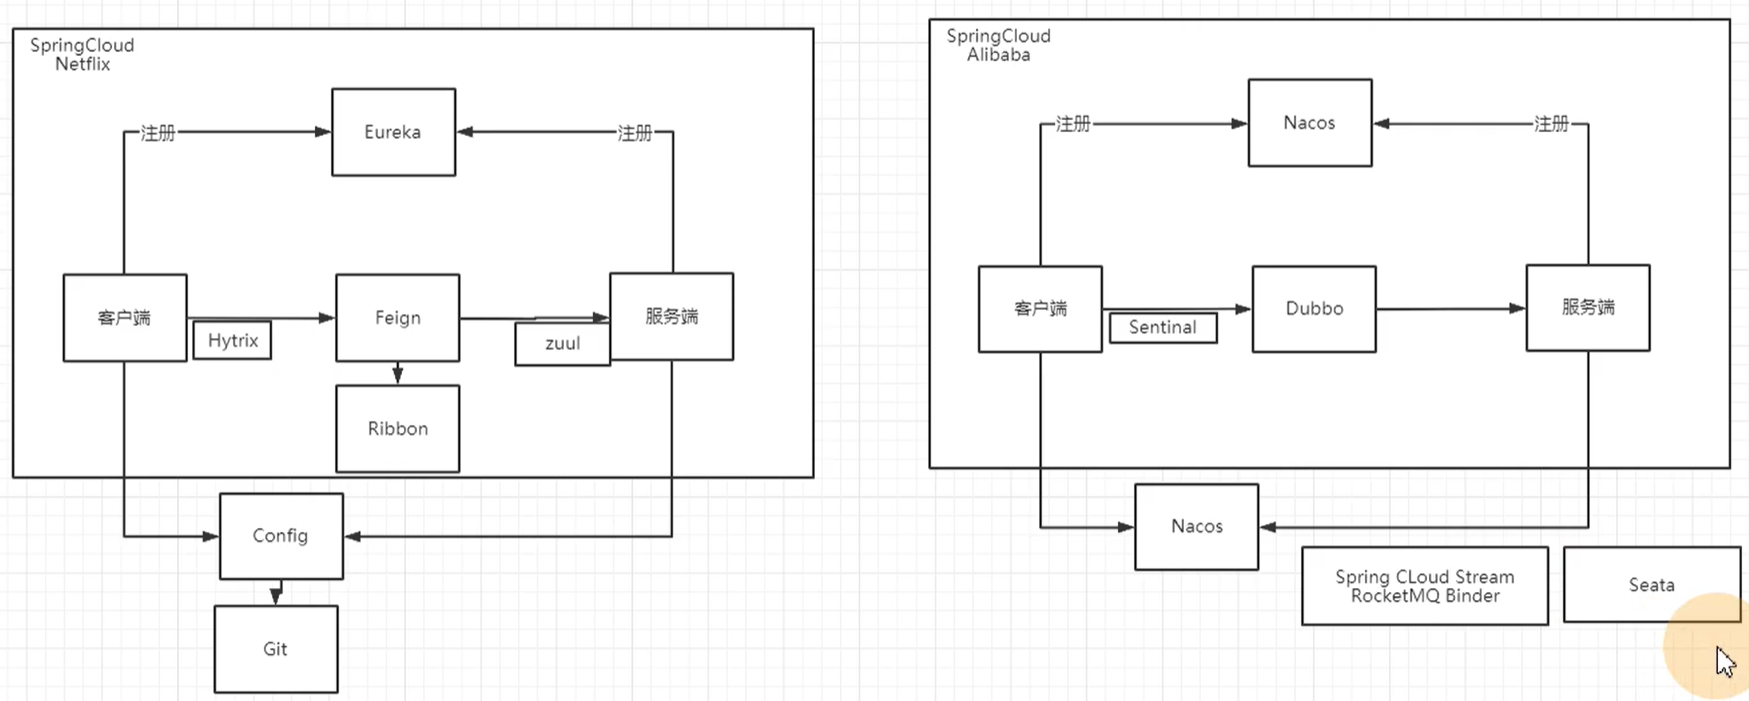 SpringCloud
Netflix
Eureka
注册
注册
客户端
Feign
服务端
Hytrix
zuul
Ribbon
Config
Git
SpringCloud
Alibaba
Nacos
注册
注册
客户端
Dubbo
服务端
Sentinal
Nacos
Spring CLoud Stream
RocketMQ Binder
Seata